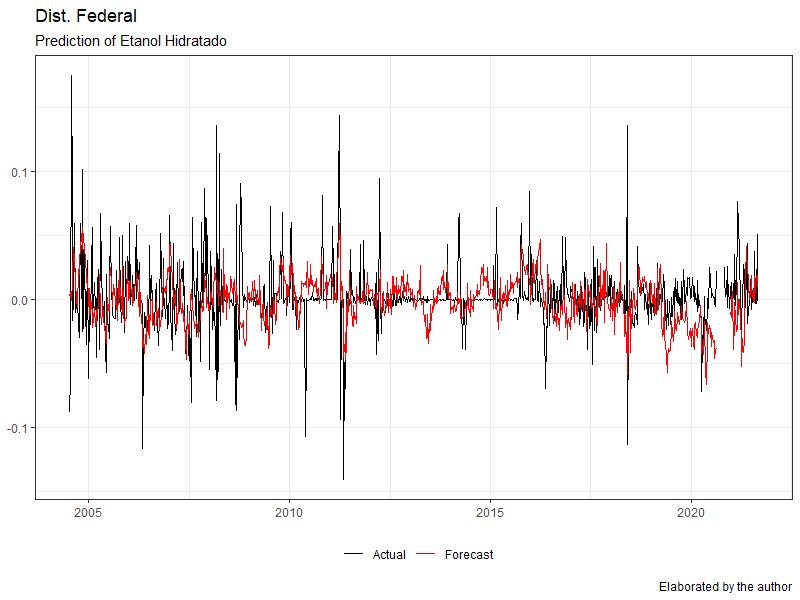 Dist. Federal
Prediction of Etanol Hidratado
0.1
0.0
-0.1
2005
2010
2015
2020
Actual
Forecast
Elaborated by the author